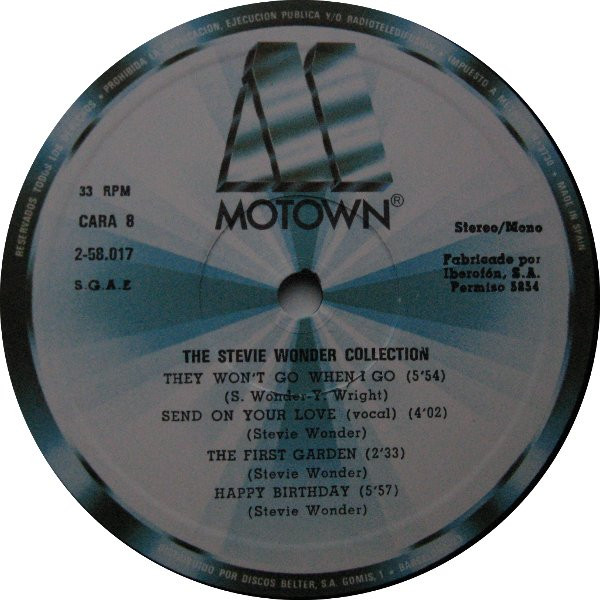 RESERVADOS TODOS LOS DERECHOS - PROHIBIDA LA DUPLICACION, EJECUCION PUBLICA Y/O RADIOTELEDIFUSION - IMPUESTO A
MADE IN SPAIN
MOTOWN®
33 RPM
CARA 8
2-58.017
S.G.A.E
Stereo/Mono
Fabricado por
Iberofón, S.A.
Permiso 5854
THE STEVIE WONDER COLLECTION
THEY WON'T GO WHEN I GO (5'54)
(S. Wonder-Y. Wright)
SEND ON YOUR LOVE (vocal) (4'02)
(Stevie Wonder)
THE FIRST GARDEN (2'33)
(Stevie Wonder)
HAPPY BIRTHDAY (5'57)
(Stevie Wonder)
POR DISCOS BELTER, S.A. GOMIS, 1